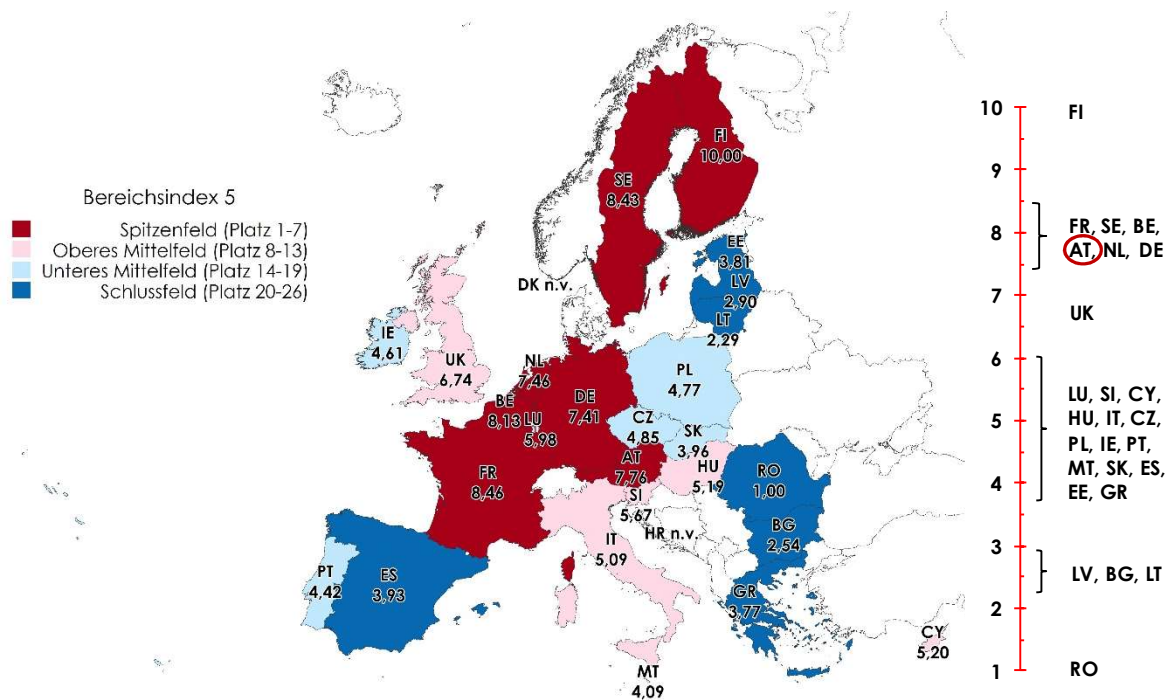 Bereichsindex 5
Spitzenfeld (Platz 1-7)
Oberes Mittelfeld (Platz 8-13)
Unteres Mittelfeld (Platz 14-19)
Schlussfeld (Platz 20-26)
FI
10,00
SE
8,43
EE
3,81
LV
2,90
LT
2,29
DK n.v.
IE
4,61
UK
6,74
NL
7,46
BE
8,13
LU
5,98
DE
7,41
PL
4,77
CZ
4,85
SK
3,96
AT
7,76
HU
5,19
SI
5,67
HR n.v.
RO
1,00
BG
2,54
FR
8,46
IT
5,09
PT
4,42
ES
3,93
GR
3,77
MT
4,09
CY
5,20
10
9
8
7
6
5
4
3
2
1
FI
FR, SE, BE,
AT, NL, DE
UK
LU, SI, CY,
HU, IT, CZ,
PL, IE, PT,
MT, SK, ES,
EE, GR
LV, BG, LT
RO